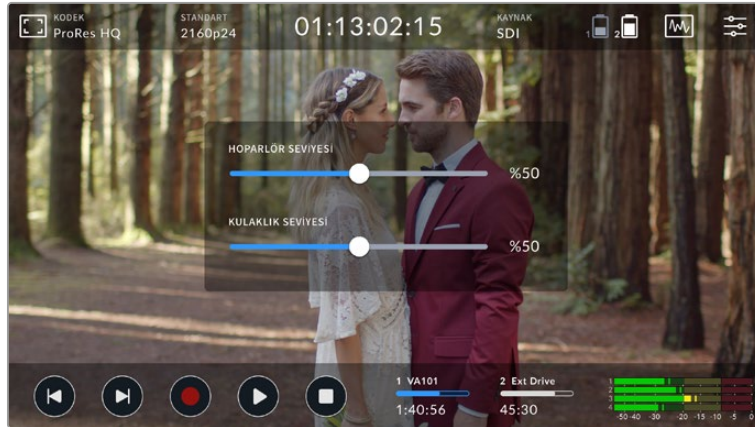 KODEK
ProRes HQ
STANDART
2160p24
01:13:02:15
KAYNAK
SDI
1
2
HOPARLÖR SEVİYESİ
%50
KULAKLIK SEVİYESİ
%50
1 VA101
1:40:56
2 Ext Drive
45:30
1
2
3
4
-50 -40 -30 -20 -15 -10 -5 0